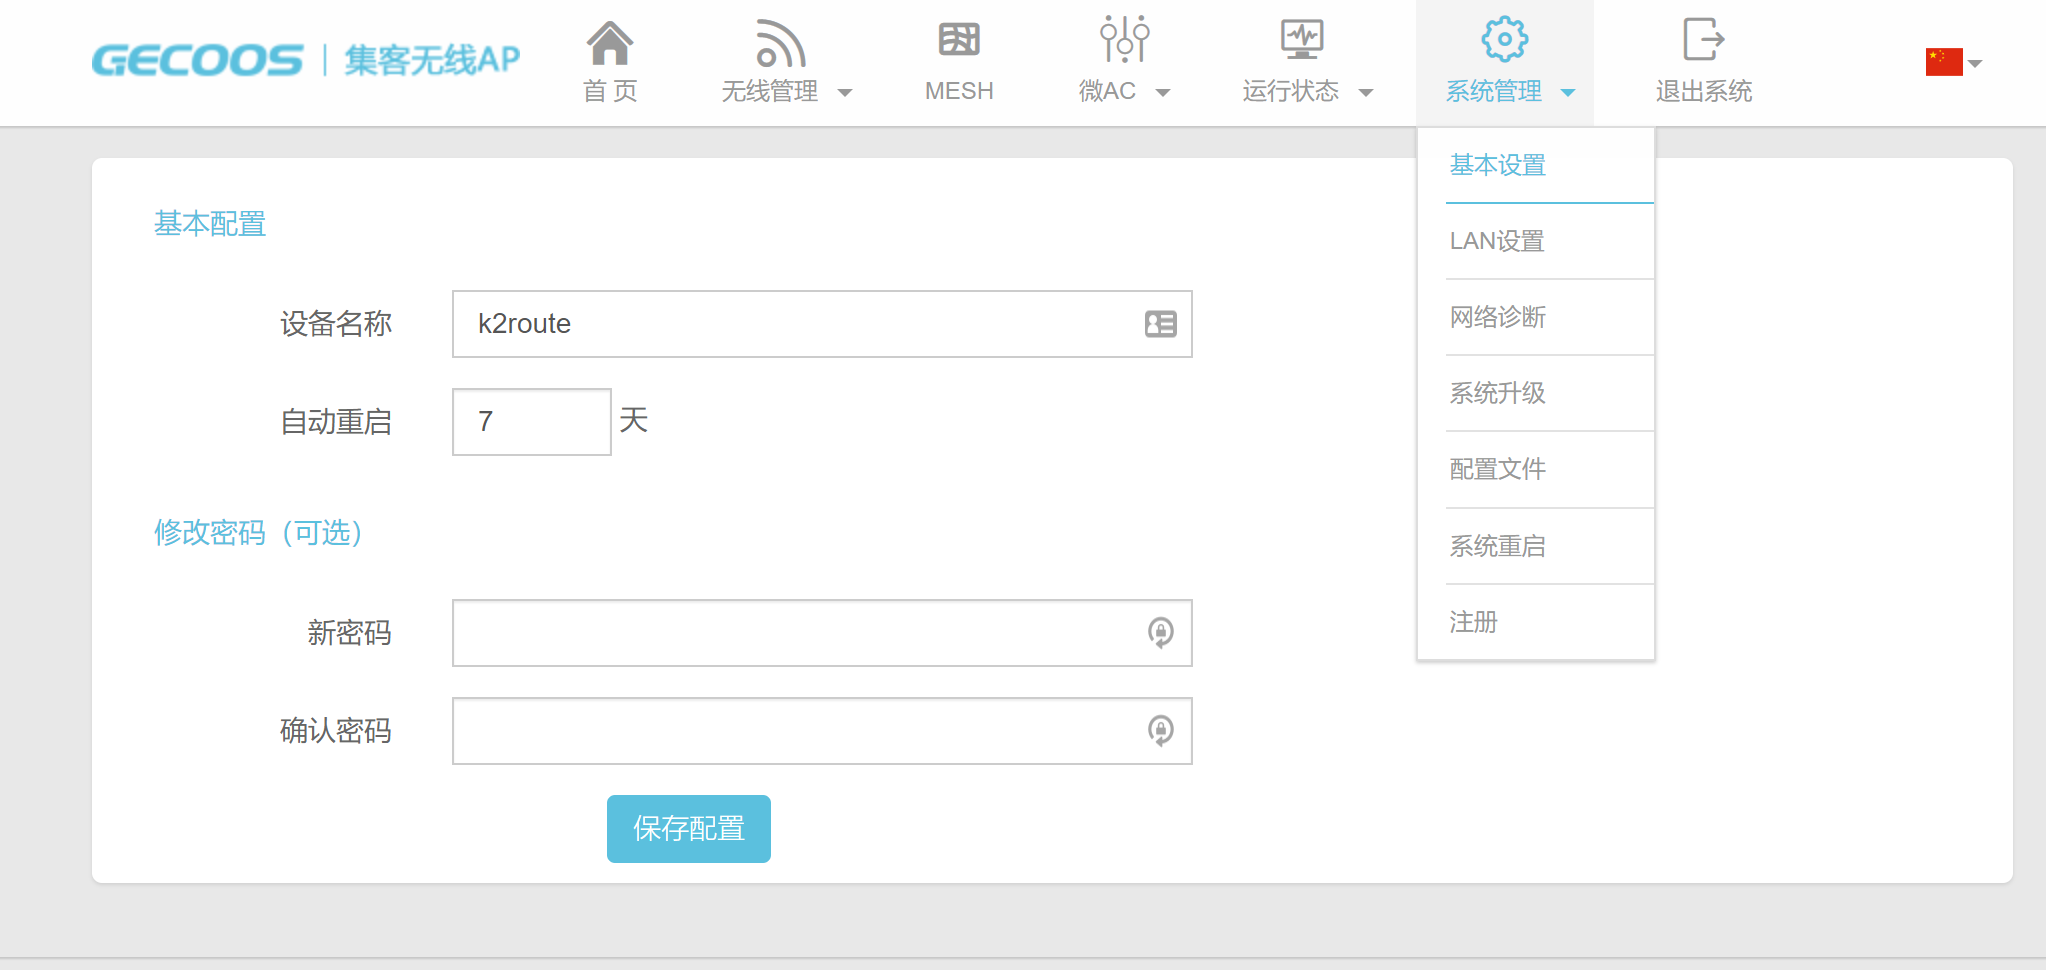 GECOOS | 集客无线AP
首 页
无线管理
MESH
微AC
运行状态
系统管理
退出系统
基本设置
LAN设置
网络诊断
系统升级
配置文件
系统重启
注册
基本配置
设备名称
k2route
自动重启
7
天
修改密码（可选）
新密码
确认密码
保存配置